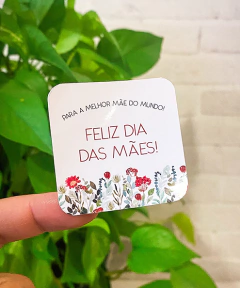 PARA A MELHOR MÃE DO MUNDO!
FELIZ DIA
DAS MÃES!